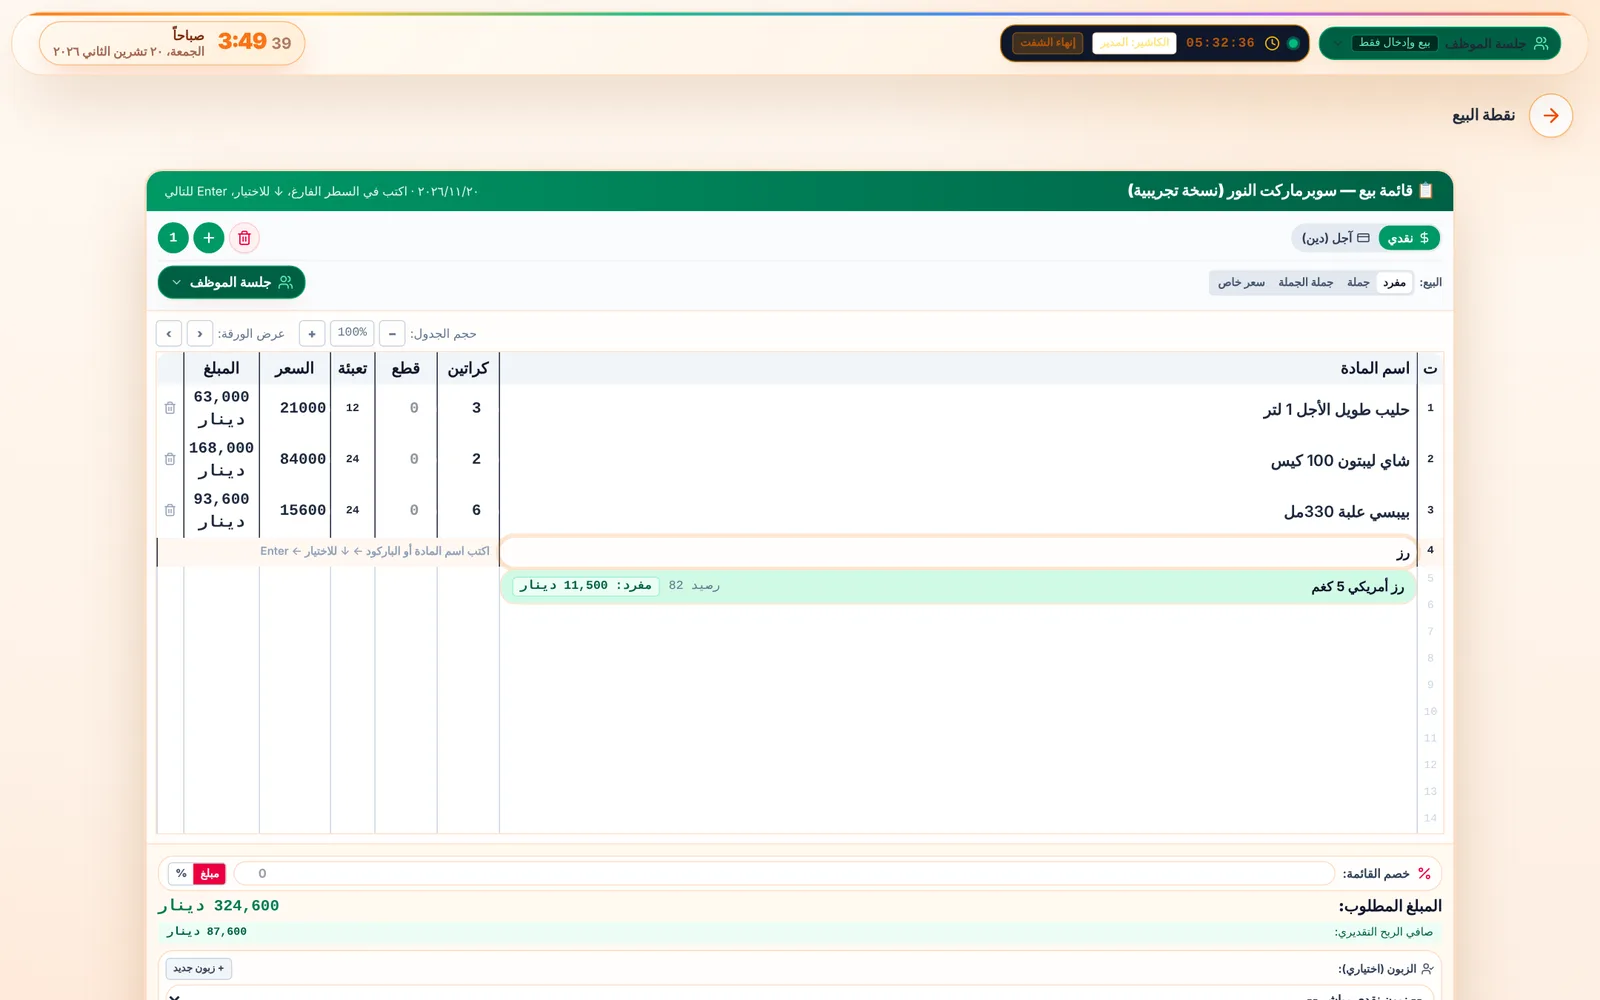 جلسة الموظف بيع وإدخال فقط
05:32:36 الكاشير: المدير إنهاء الشفت
3:49 39 صباحاً
الجمعة، ٢٠ تشرين الثاني ٢٠٢٦
نقطة البيع
📋 قائمة بيع — سوبرماركت النور (نسخة تجريبية)
٢٠٢٦/١١/٢٠ · اكتب في السطر الفارغ، ↓ للاختيار، Enter للتالي
نقدي آجل (دين)
+ 1
البيع: مفرد جملة جملة الجملة سعر خاص
جلسة الموظف
حجم الجدول: − 100% + عرض الورقة: ‹ ›
ت اسم المادة كراتين قطع تعبئة السعر المبلغ
1 حليب طويل الأجل 1 لتر 3 0 12 21000 63,000 دينار
2 شاي ليبتون 100 كيس 2 0 24 84000 168,000 دينار
3 بيبسي علبة 330مل 6 0 24 15600 93,600 دينار
4 رز اكتب اسم المادة أو الباركود ← ↓ للاختيار ← Enter
رز أمريكي 5 كغم رصيد 82 مفرد: 11,500 دينار
5
6
7
8
9
10
11
12
13
14
خصم القائمة: 0 مبلغ %
المبلغ المطلوب: 324,600 دينار
صافي الربح التقديري: 87,600 دينار
الزبون (اختياري): + زبون جديد